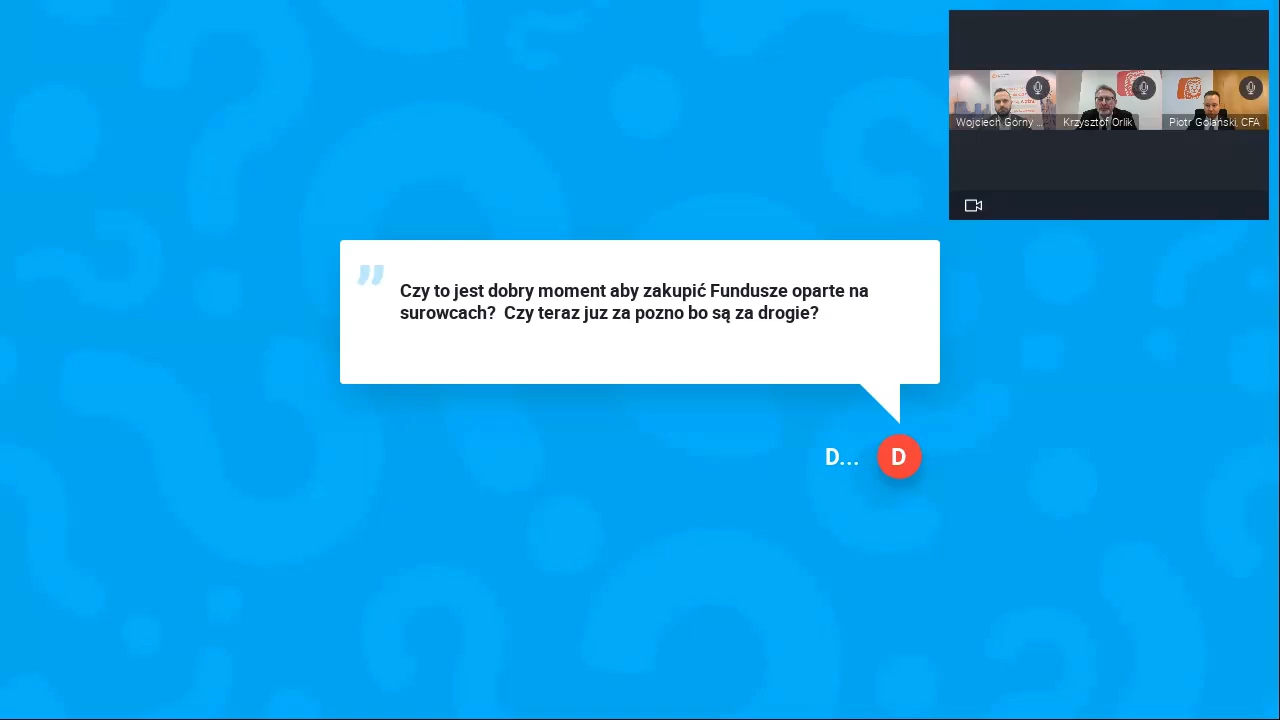 Wojciech Górny ...
Krzysztof Orlik
Piotr Golański, CFA
Czy to jest dobry moment aby zakupić Fundusze oparte na
surowcach?  Czy teraz juz za pozno bo są za drogie?
D...
D